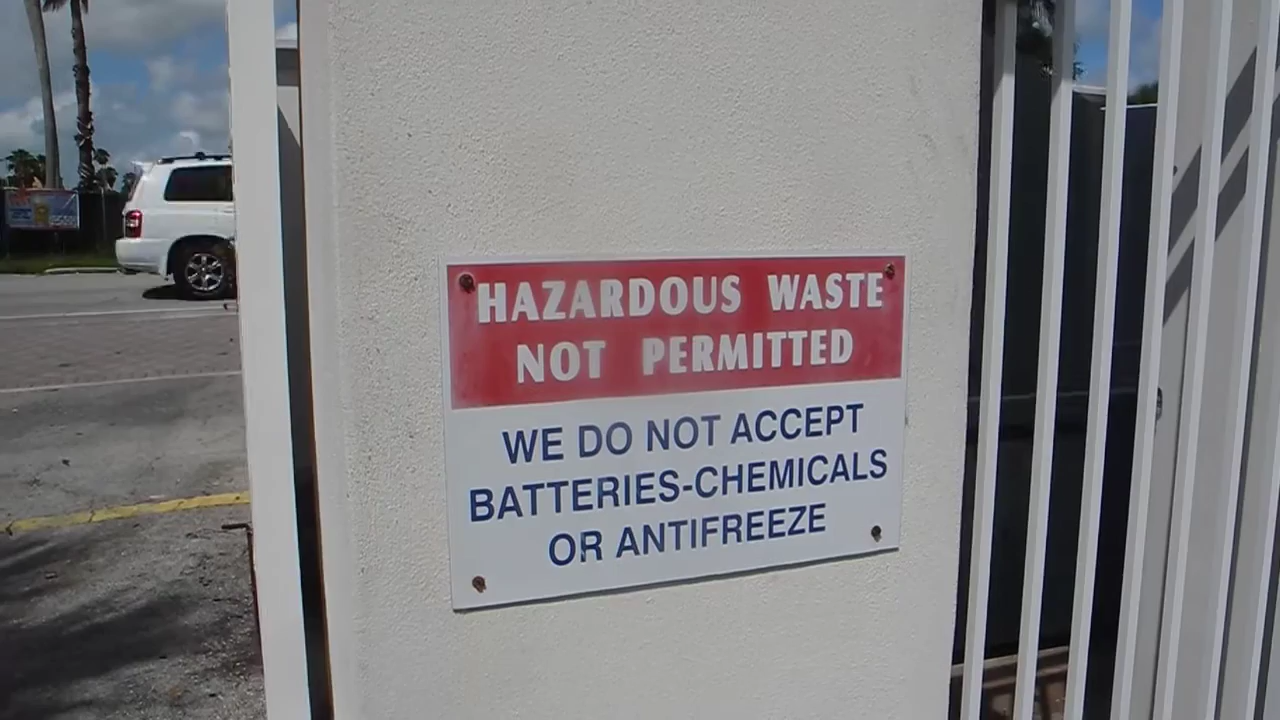 HAZARDOUS WASTE
NOT PERMITTED
WE DO NOT ACCEPT
BATTERIES-CHEMICALS
OR ANTIFREEZE